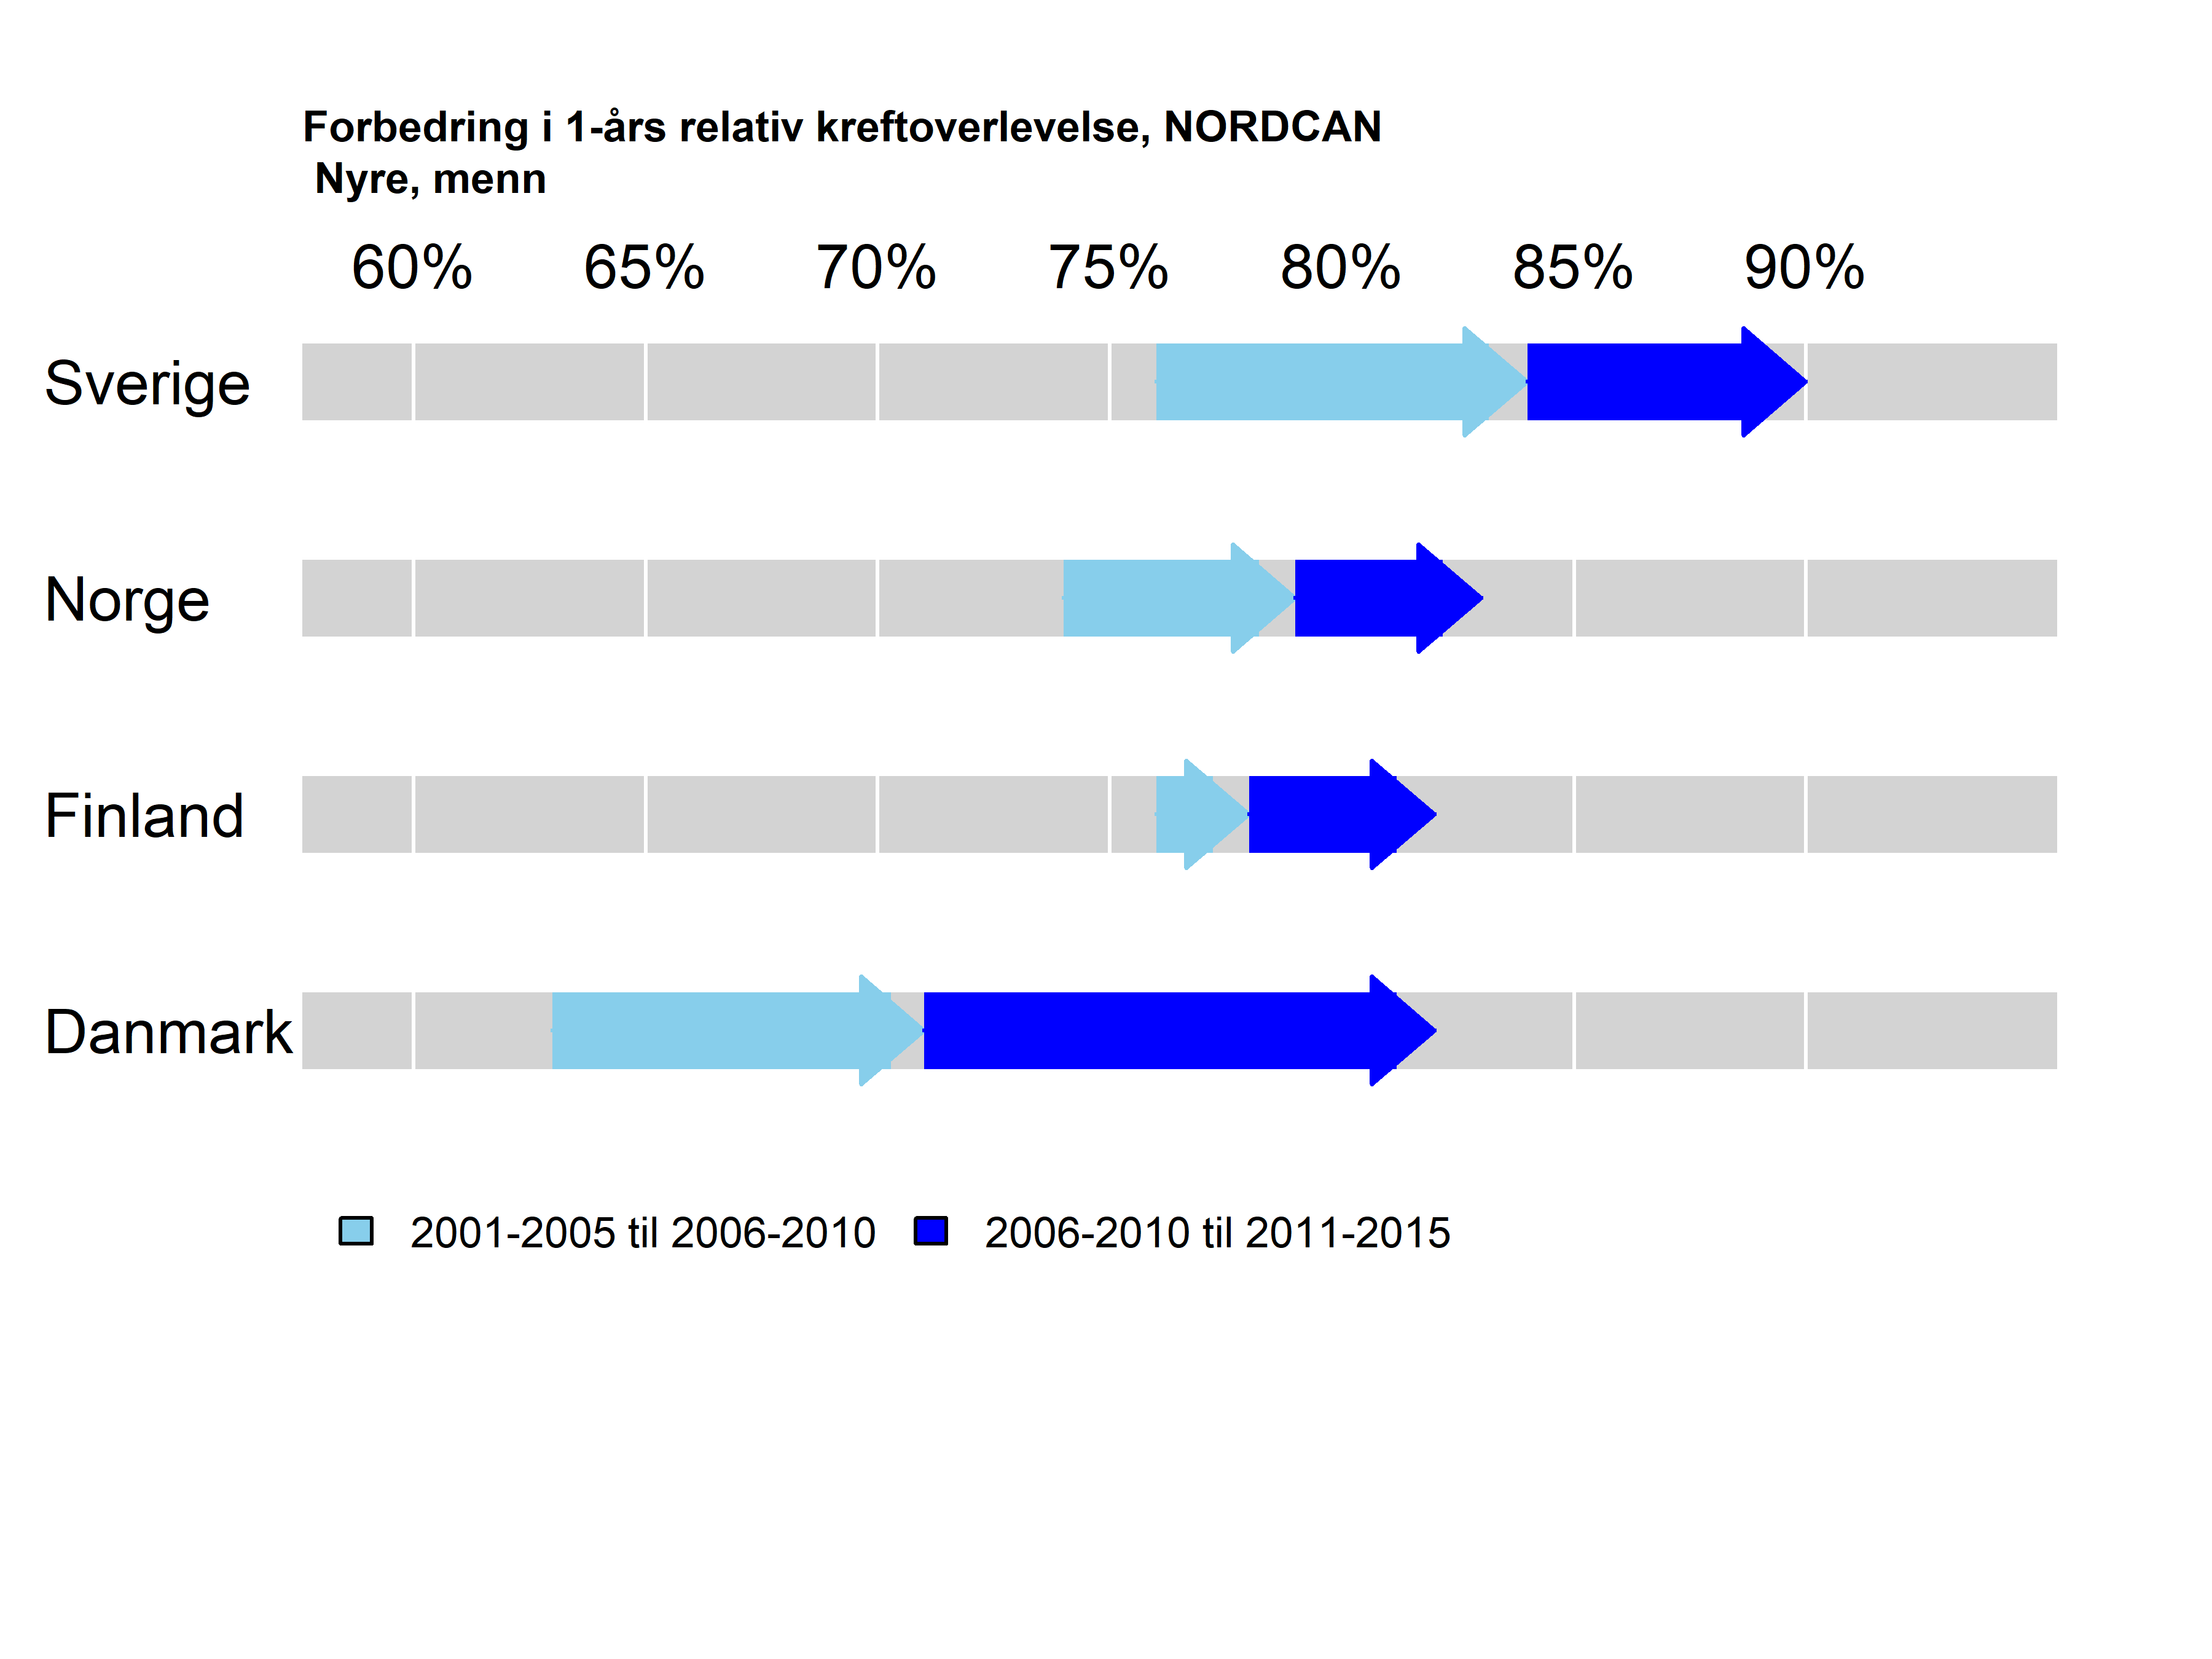 Forbedring i 1-års relativ kreftoverlevelse, NORDCAN
Nyre, menn
60% 65% 70% 75% 80% 85% 90%
Sverige
Norge
Finland
Danmark
2001-2005 til 2006-2010 2006-2010 til 2011-2015